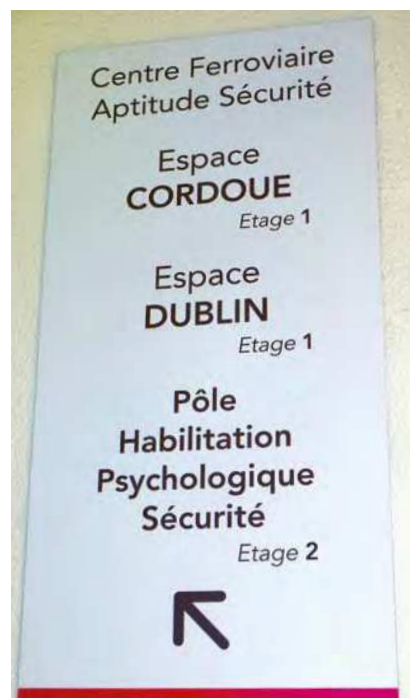 Centre Ferroviaire
Aptitude Sécurité
Espace
CORDOUE
Etage 1
Espace
DUBLIN
Etage 1
Pôle
Habilitation
Psychologique
Sécurité
Etage 2